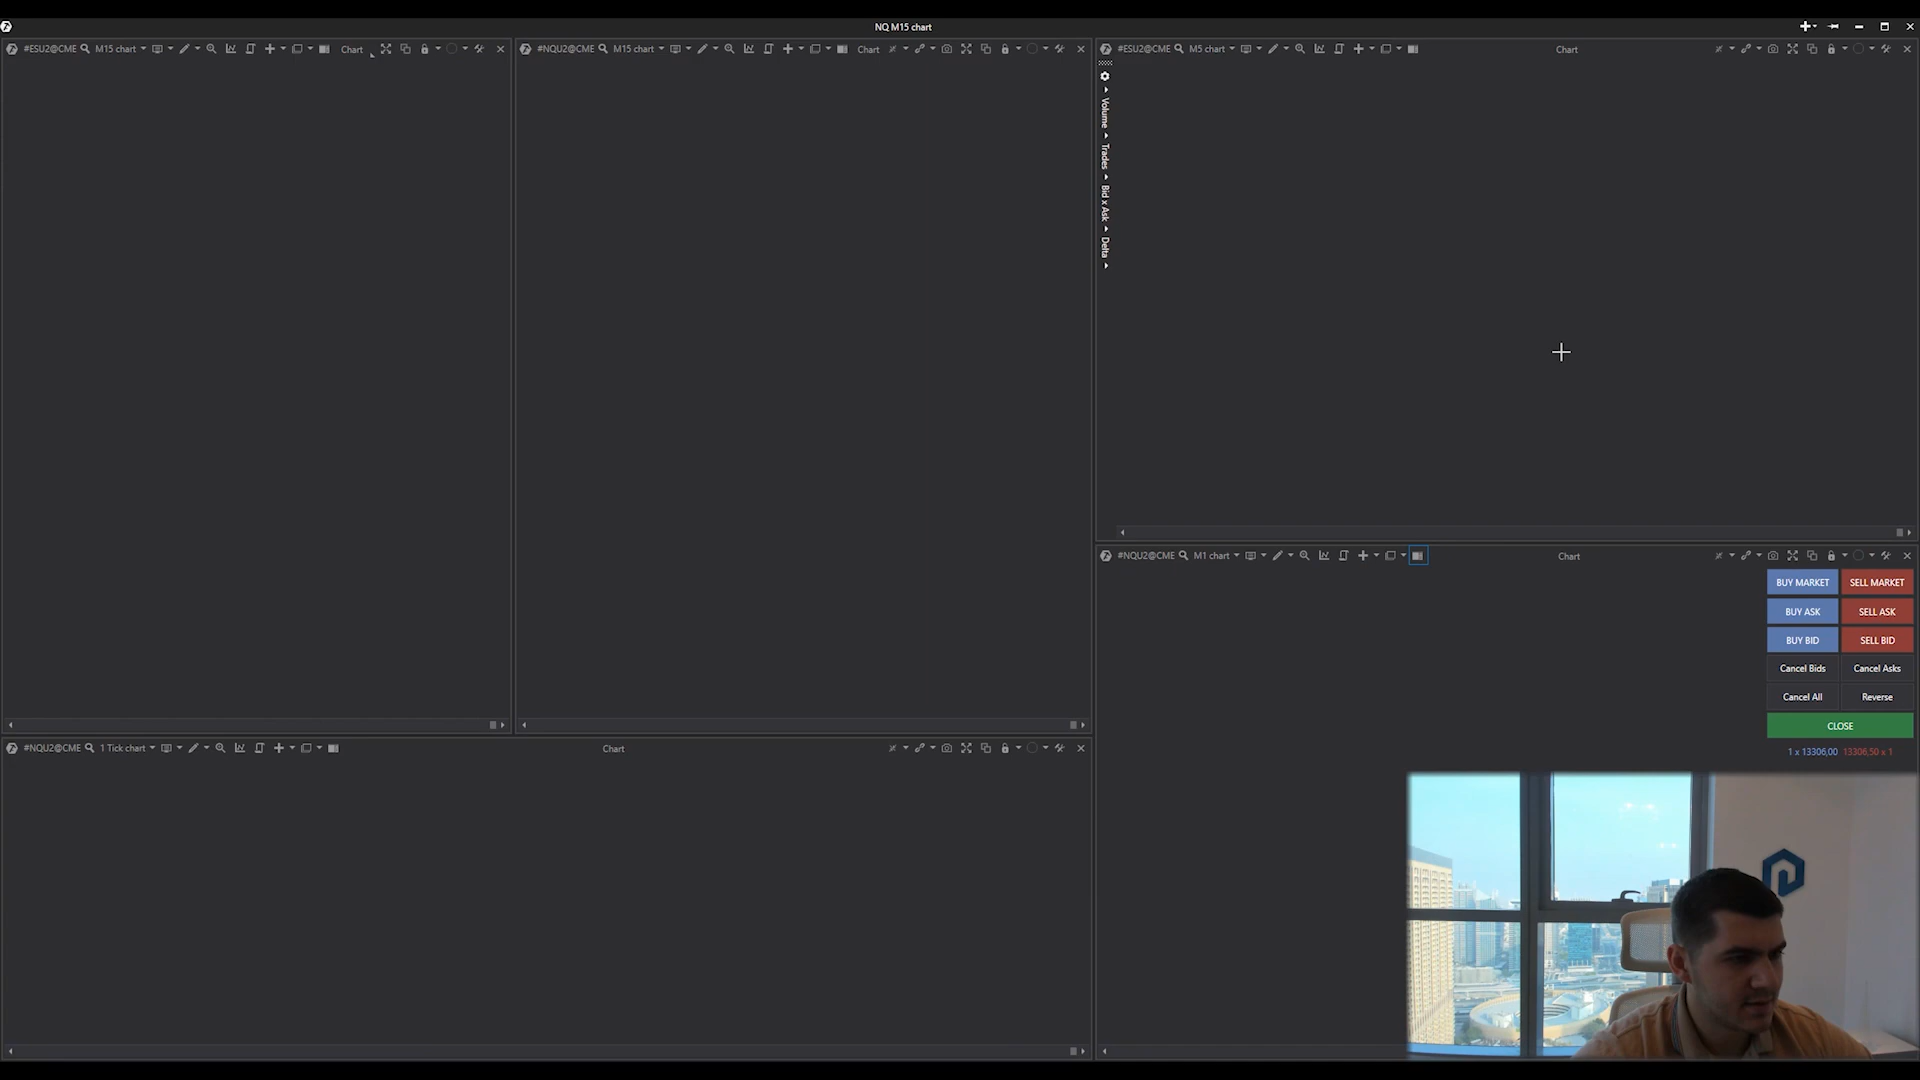 NQ M15 chart
#ESU2@CME M15 chart Chart
#NQU2@CME M15 chart Chart
#ESU2@CME M5 chart Chart
Volume
Trades
Bid x Ask
Delta
#NQU2@CME M1 chart Chart
BUY MARKET SELL MARKET
BUY ASK SELL ASK
BUY BID SELL BID
Cancel Bids Cancel Asks
Cancel All Reverse
CLOSE
1 x 13306,00 13306,50 x 1
#NQU2@CME 1 Tick chart Chart